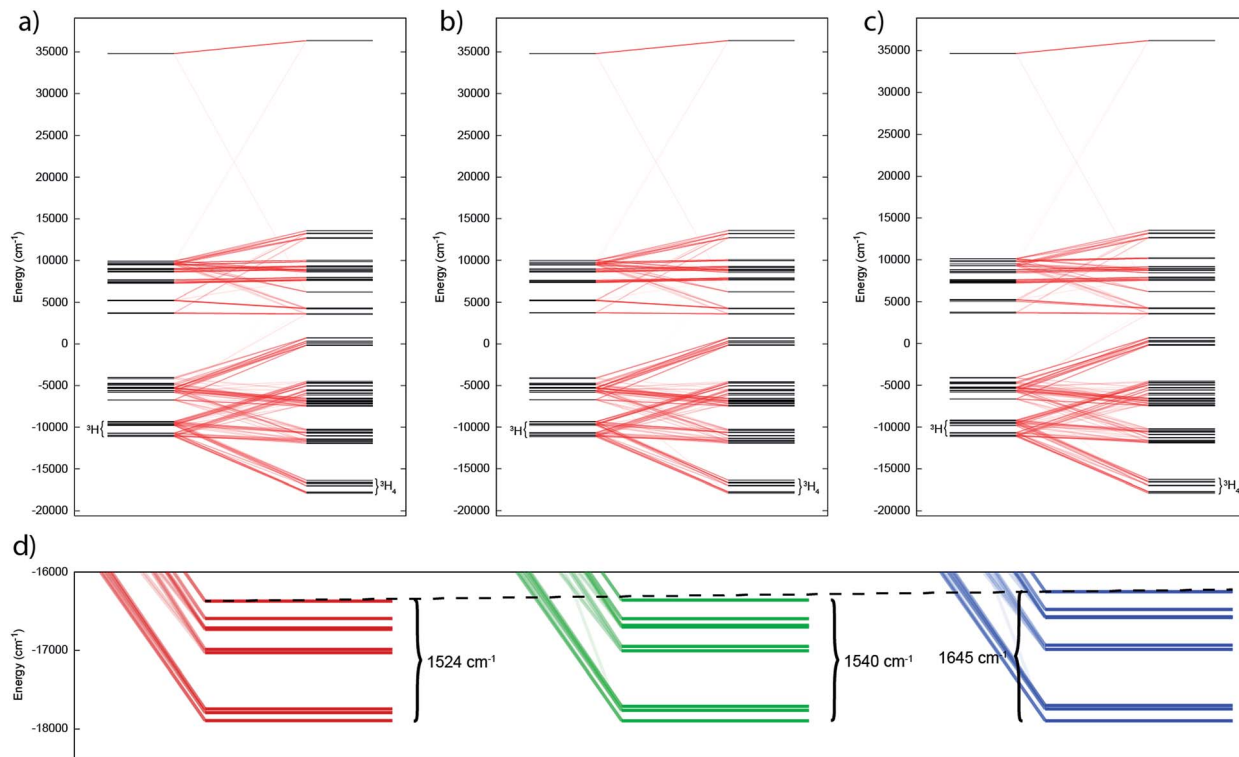 a)
b)
c)
35000
30000
25000
20000
15000
10000
5000
0
-5000
-10000
-15000
-20000
Energy (cm⁻¹)
³H{
}³H₄
35000
30000
25000
20000
15000
10000
5000
0
-5000
-10000
-15000
-20000
Energy (cm⁻¹)
³H{
}³H₄
35000
30000
25000
20000
15000
10000
5000
0
-5000
-10000
-15000
-20000
Energy (cm⁻¹)
³H{
}³H₄
d)
-16000
-17000
-18000
Energy (cm⁻¹)
1524 cm⁻¹
1540 cm⁻¹
1645 cm⁻¹